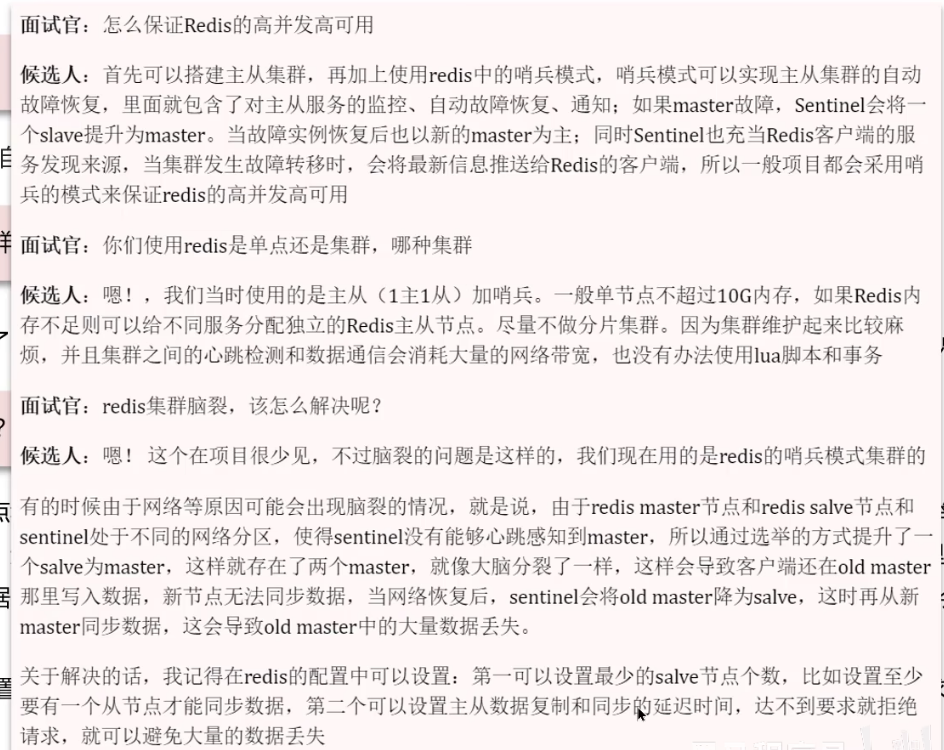 面试官：怎么保证Redis的高并发高可用
候选人：首先可以搭建主从集群，再加上使用redis中的哨兵模式，哨兵模式可以实现主从集群的自动
故障恢复，里面就包含了对主从服务的监控、自动故障恢复、通知；如果master故障，Sentinel会将一
个slave提升为master。当故障实例恢复后也以新的master为主；同时Sentinel也充当Redis客户端的服
务发现来源，当集群发生故障转移时，会将最新信息推送给Redis的客户端，所以一般项目都会采用哨
兵的模式来保证redis的高并发高可用
面试官：你们使用redis是单点还是集群，哪种集群
候选人：嗯！，我们当时使用的是主从（1主1从）加哨兵。一般单节点不超过10G内存，如果Redis内
存不足则可以给不同服务分配独立的Redis主从节点。尽量不做分片集群。因为集群维护起来比较麻
烦，并且集群之间的心跳检测和数据通信会消耗大量的网络带宽，也没有办法使用lua脚本和事务
面试官：redis集群脑裂，该怎么解决呢？
候选人：嗯！ 这个在项目很少见，不过脑裂的问题是这样的，我们现在用的是redis的哨兵模式集群的
有的时候由于网络等原因可能会出现脑裂的情况，就是说，由于redis master节点和redis salve节点和
sentinel处于不同的网络分区，使得sentinel没有能够心跳感知到master，所以通过选举的方式提升了一
个salve为master，这样就存在了两个master，就像大脑分裂了一样，这样会导致客户端还在old master
那里写入数据，新节点无法同步数据，当网络恢复后，sentinel会将old master降为salve，这时再从新
master同步数据，这会导致old master中的大量数据丢失。
关于解决的话，我记得在redis的配置中可以设置：第一可以设置最少的salve节点个数，比如设置至少
要有一个从节点才能同步数据，第二个可以设置主从数据复制和同步的延迟时间，达不到要求就拒绝
请求，就可以避免大量的数据丢失